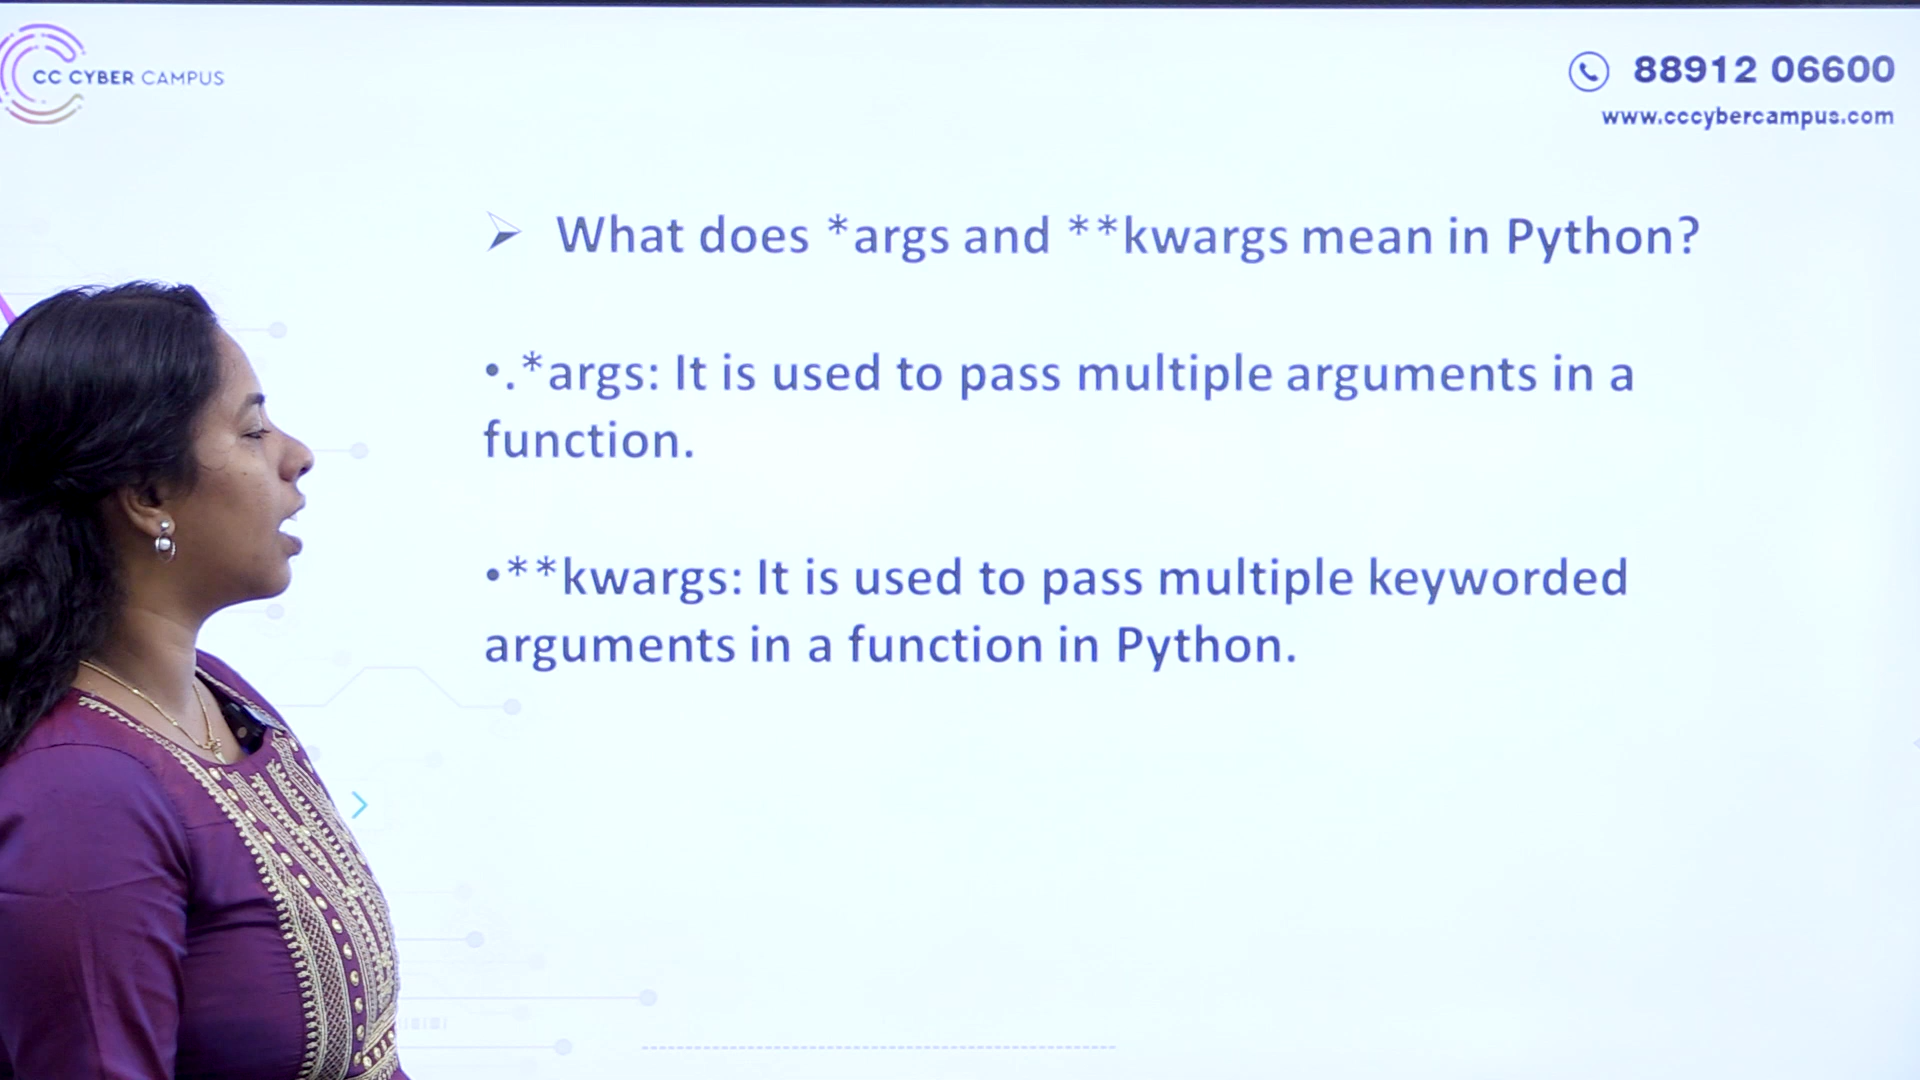 CC CYBER CAMPUS
88912 06600
www.cccybercampus.com
What does *args and **kwargs mean in Python?
•.*args: It is used to pass multiple arguments in a
function.
•**kwargs: It is used to pass multiple keyworded
arguments in a function in Python.